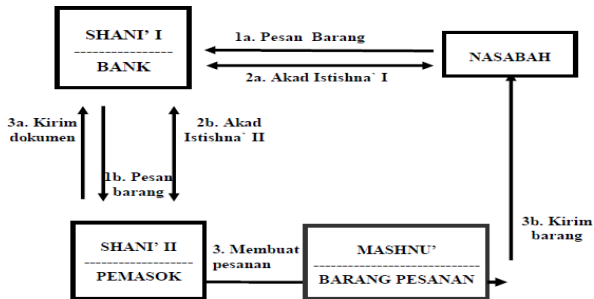 SHANI’ I
BANK
1a. Pesan Barang
2a. Akad Istishna` I
NASABAH
3a. Kirim
dokumen
1b. Pesan
barang
2b. Akad
Istishna` II
SHANI’ II
PEMASOK
3. Membuat
pesanan
MASHNU’
BARANG PESANAN
3b. Kirim
barang